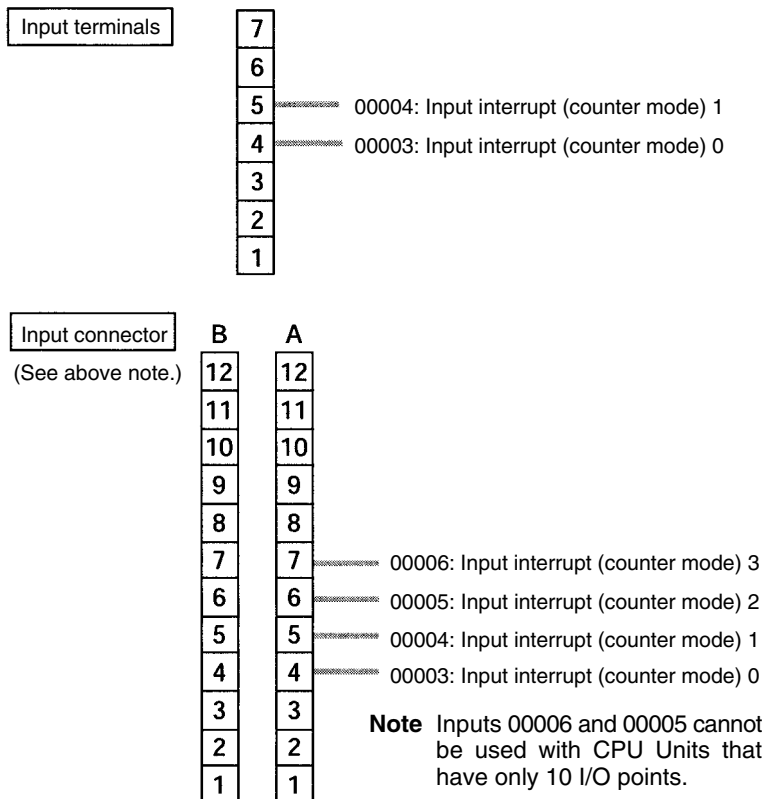 Input terminals
7
6
5 00004: Input interrupt (counter mode) 1
4 00003: Input interrupt (counter mode) 0
3
2
1
Input connector B A
(See above note.) 12 12
11 11
10 10
9 9
8 8
7 7 00006: Input interrupt (counter mode) 3
6 6 00005: Input interrupt (counter mode) 2
5 5 00004: Input interrupt (counter mode) 1
4 4 00003: Input interrupt (counter mode) 0
3 3
2 2
1 1
Note Inputs 00006 and 00005 cannot
be used with CPU Units that
have only 10 I/O points.